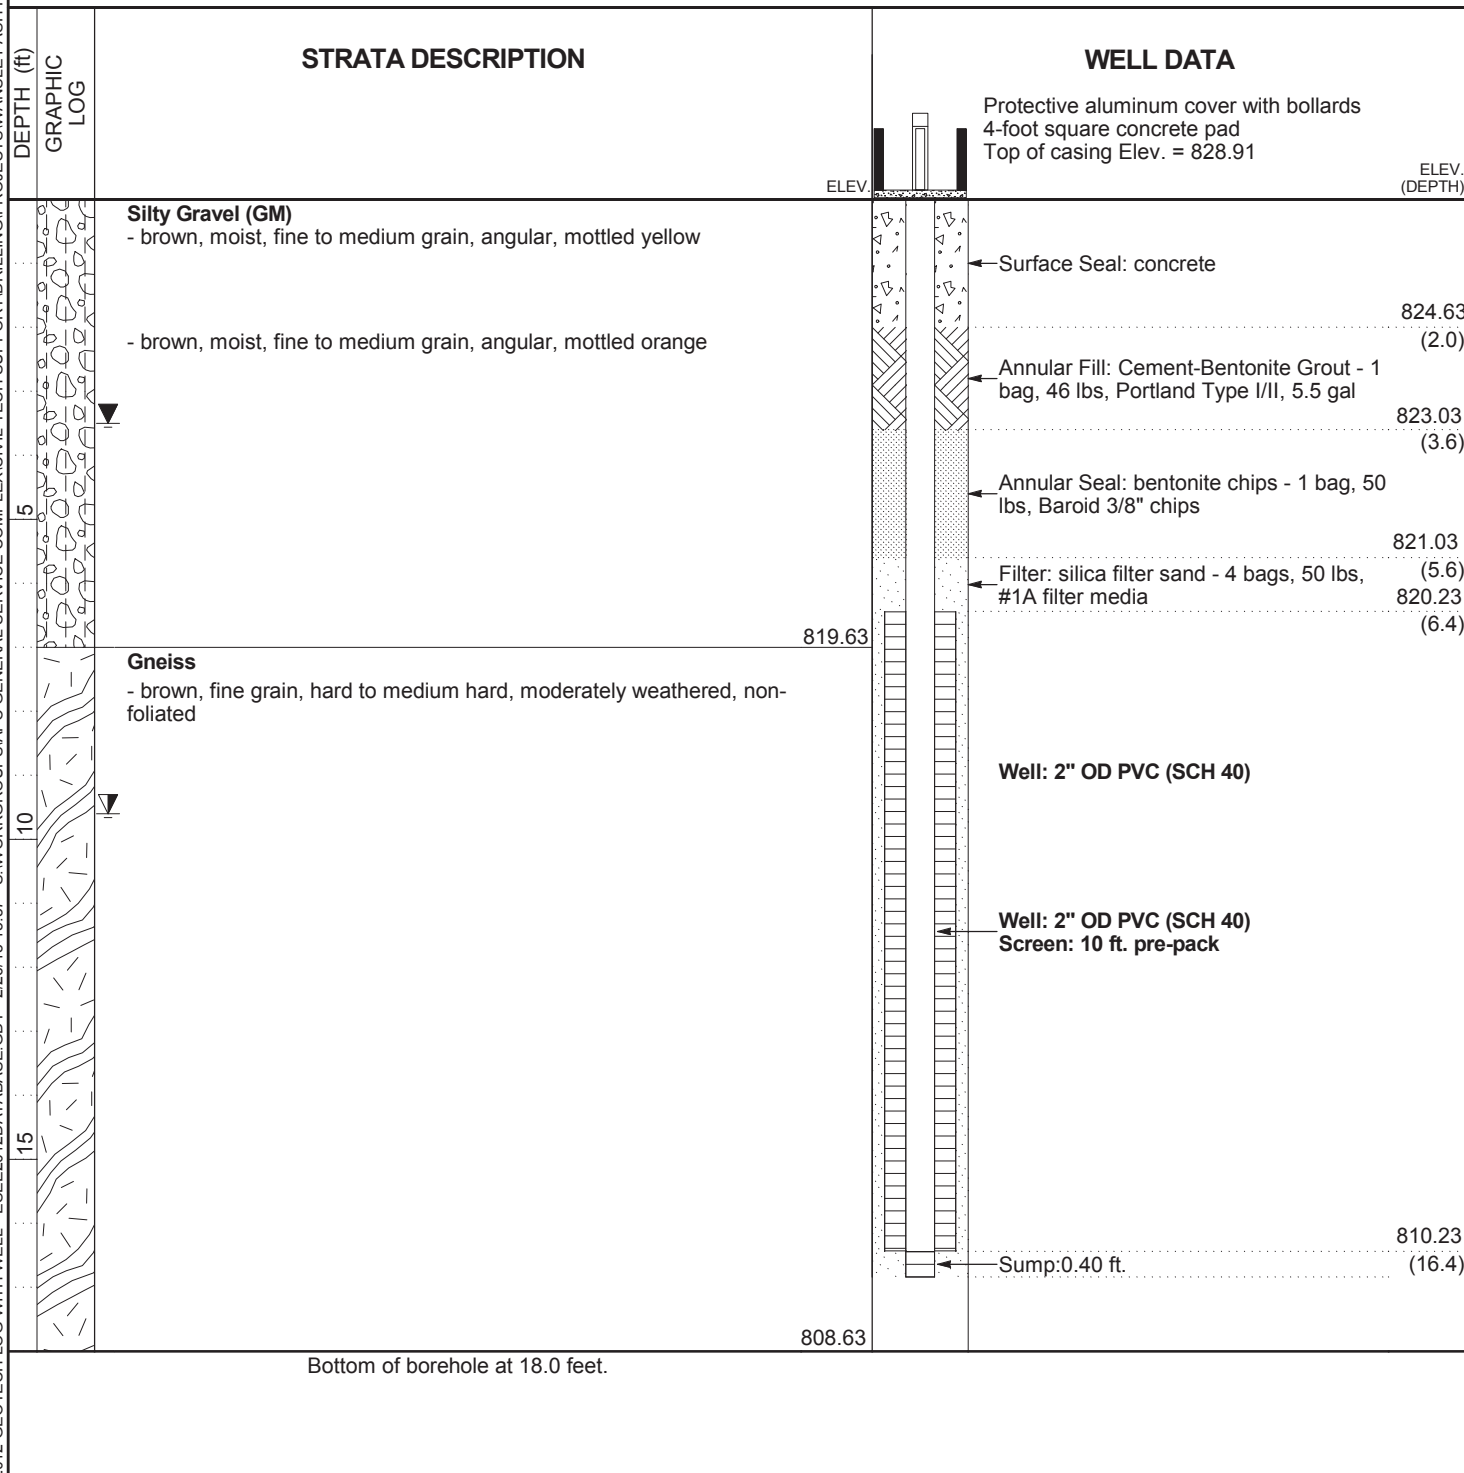 DEPTH (ft)
GRAPHIC
LOG
STRATA DESCRIPTION
ELEV.
WELL DATA
Protective aluminum cover with bollards
4-foot square concrete pad
Top of casing Elev. = 828.91
ELEV.
(DEPTH)
Silty Gravel (GM)
- brown, moist, fine to medium grain, angular, mottled yellow
Surface Seal: concrete
824.63
(2.0)
- brown, moist, fine to medium grain, angular, mottled orange
Annular Fill: Cement-Bentonite Grout - 1
bag, 46 lbs, Portland Type I/II, 5.5 gal
823.03
(3.6)
Annular Seal: bentonite chips - 1 bag, 50
lbs, Baroid 3/8" chips
5
821.03
(5.6)
Filter: silica filter sand - 4 bags, 50 lbs,
#1A filter media
820.23
(6.4)
819.63
Gneiss
- brown, fine grain, hard to medium hard, moderately weathered, non-
foliated
Well: 2" OD PVC (SCH 40)
10
Well: 2" OD PVC (SCH 40)
Screen: 10 ft. pre-pack
15
810.23
Sump:0.40 ft.
(16.4)
808.63
Bottom of borehole at 18.0 feet.